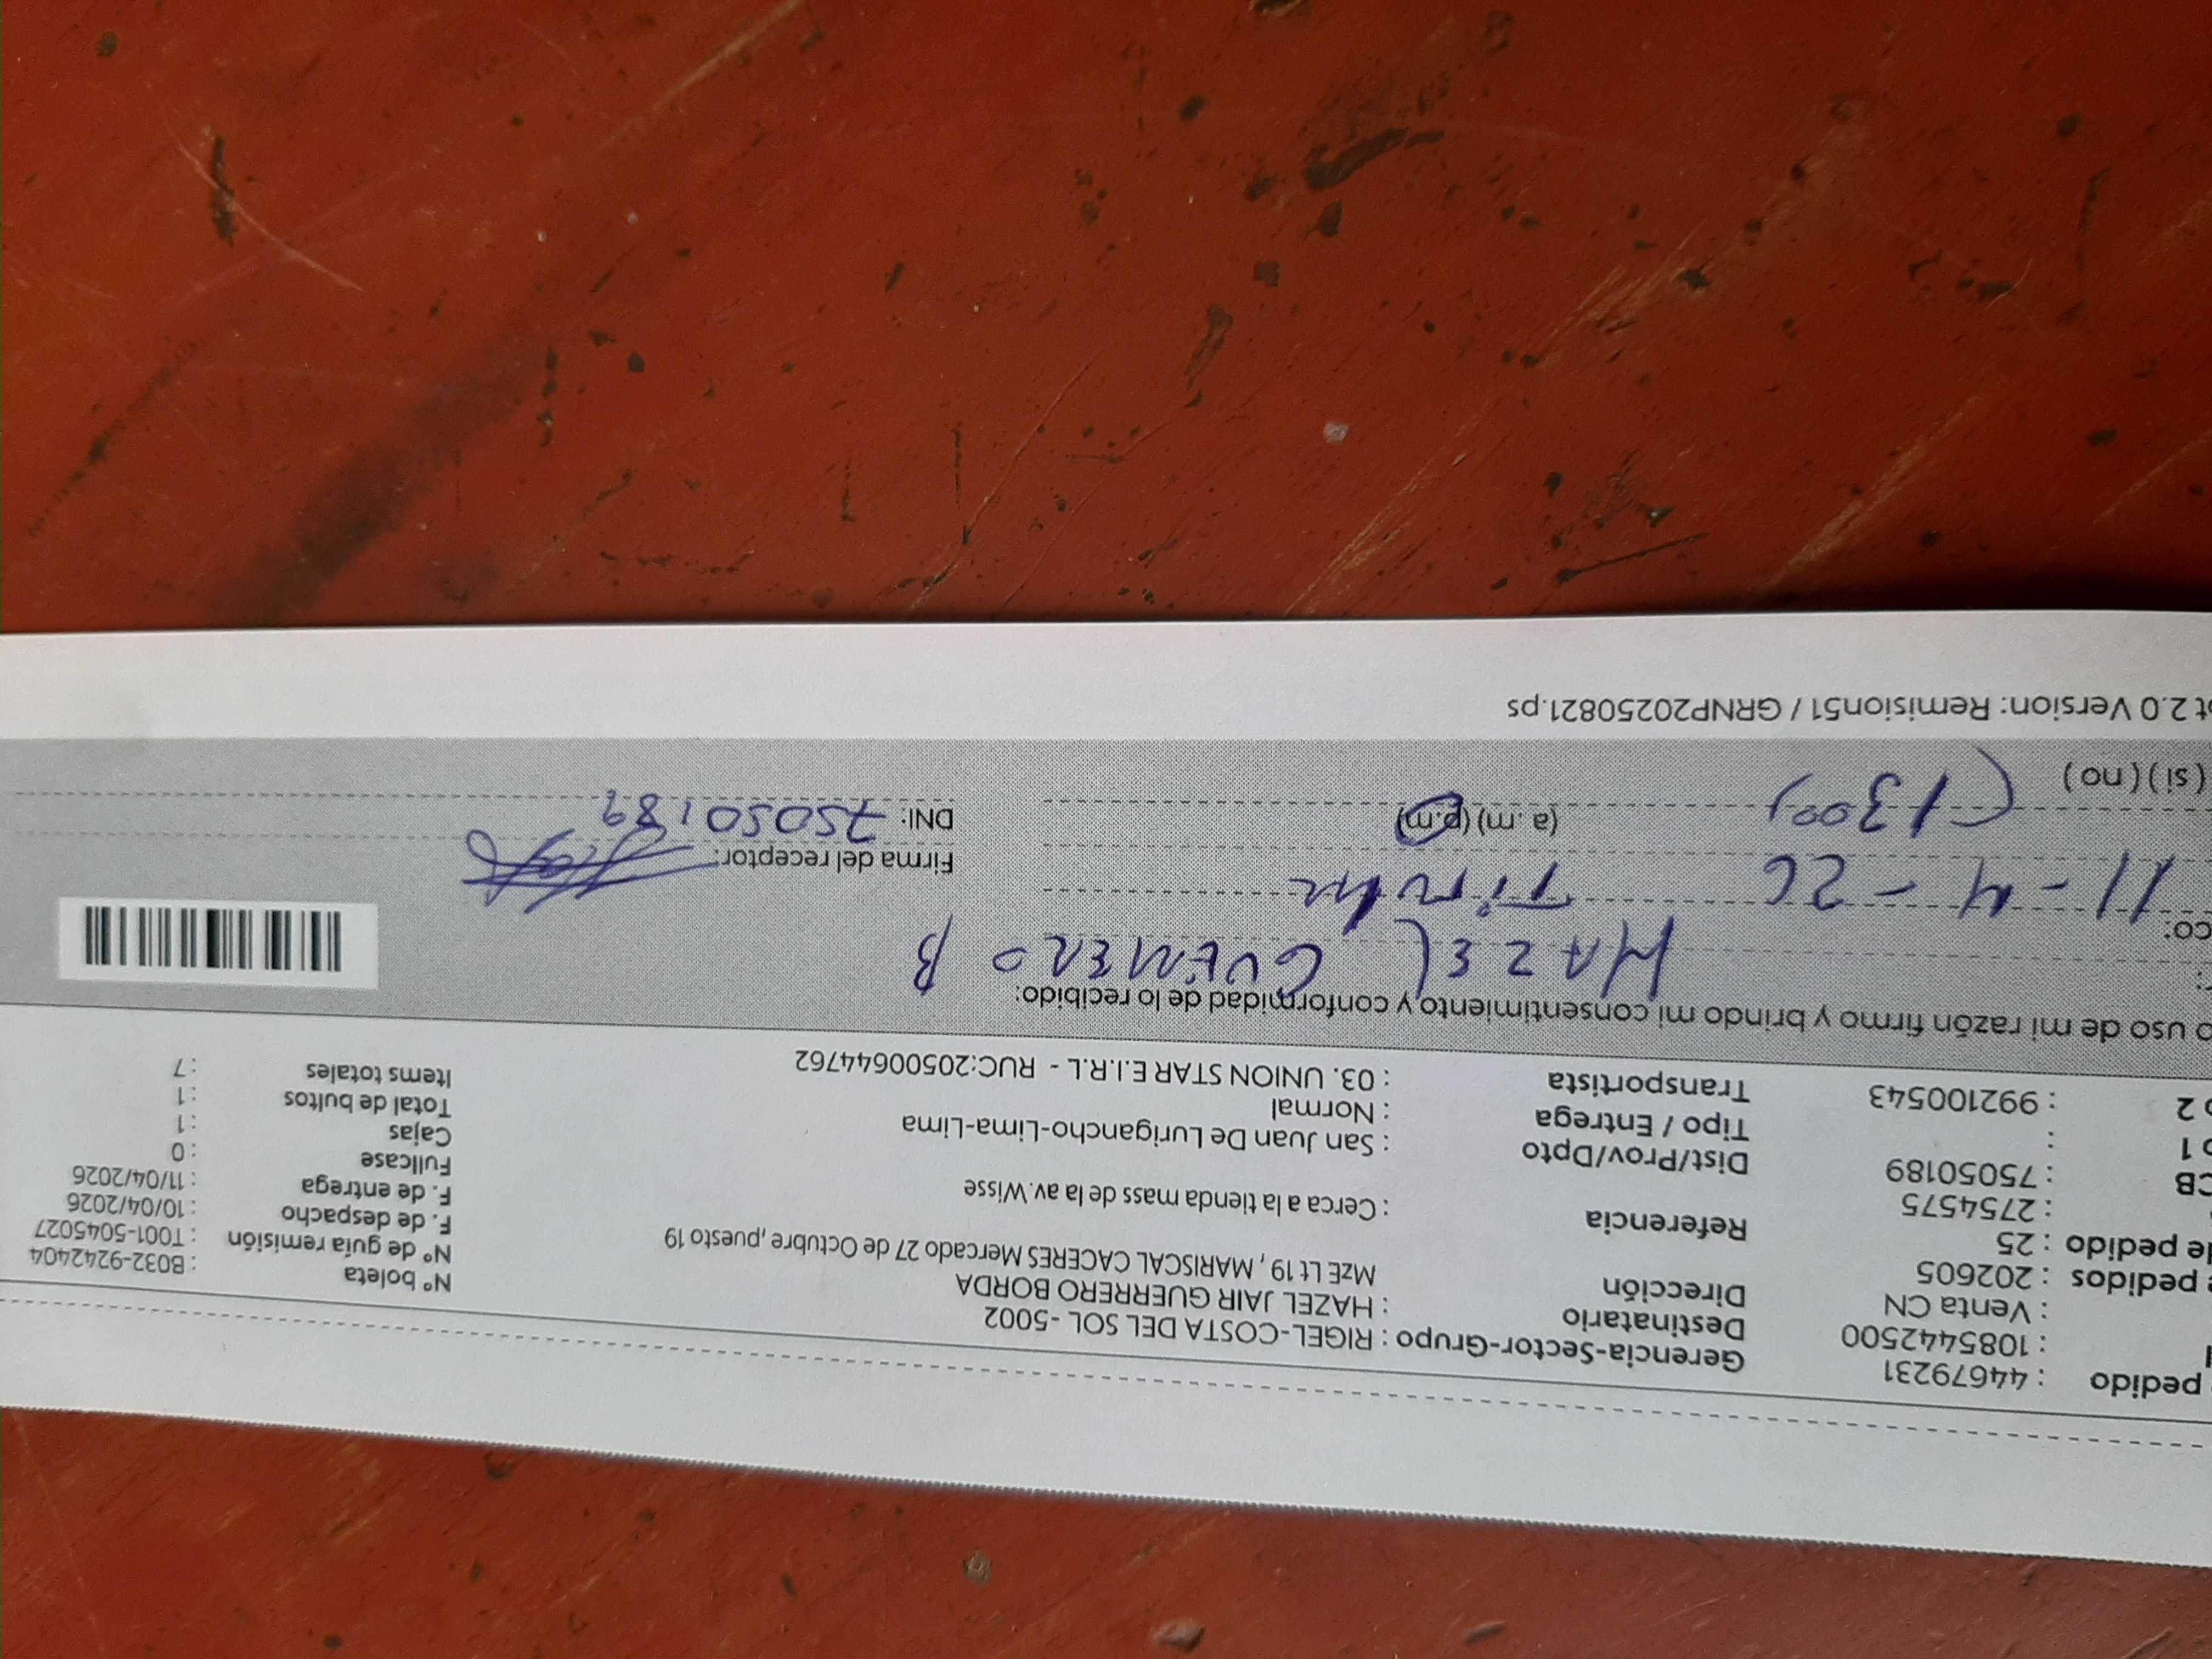 pedido : 44679231 Gerencia-Sector-Grupo : RIGEL-COSTA DEL SOL -5002
: 1085442500 Destinatario : HAZEL JAIR GUERRERO BORDA Nº boleta : B032-9242404
: Venta CN Dirección MzE Lt 19 , MARISCAL CACERES Mercado 27 de Octubre ,puesto 19 Nº de guía remisión : T001-5045027
e pedidos : 202605 F. de despacho : 10/04/2026
de pedido : 25 Referencia : Cerca a la tienda mass de la av.Wisse F. de entrega : 11/04/2026
: 2754575 Fullcase : 0
CB : 75050189 Dist/Prov/Dpto : San Juan De Lurigancho-Lima-Lima Cajas : 1
o 1 : Tipo / Entrega : Normal Total de bultos : 1
o 2 : 992100543 Transportista : 03. UNION STAR E.I.R.L - RUC:20500644762 Items totales : 7
o uso de mi razón firmo y brindo mi consentimiento y conformidad de lo recibido:
HAZEL GUERRERO B
co: 11-4-26 Firma del receptor:
(1300) (a.m) (p.m) DNI: 75050189
(si) (no)
t 2.0 Version: Remision51 / GRNP20250821.ps